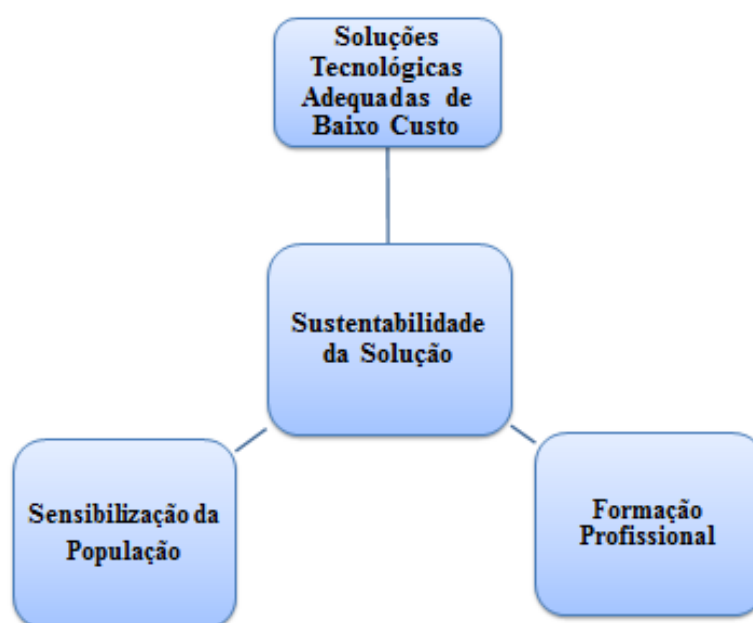 Soluções
Tecnológicas
Adequadas de
Baixo Custo
Sustentabilidade
da Solução
Sensibilização da
População
Formação
Profissional